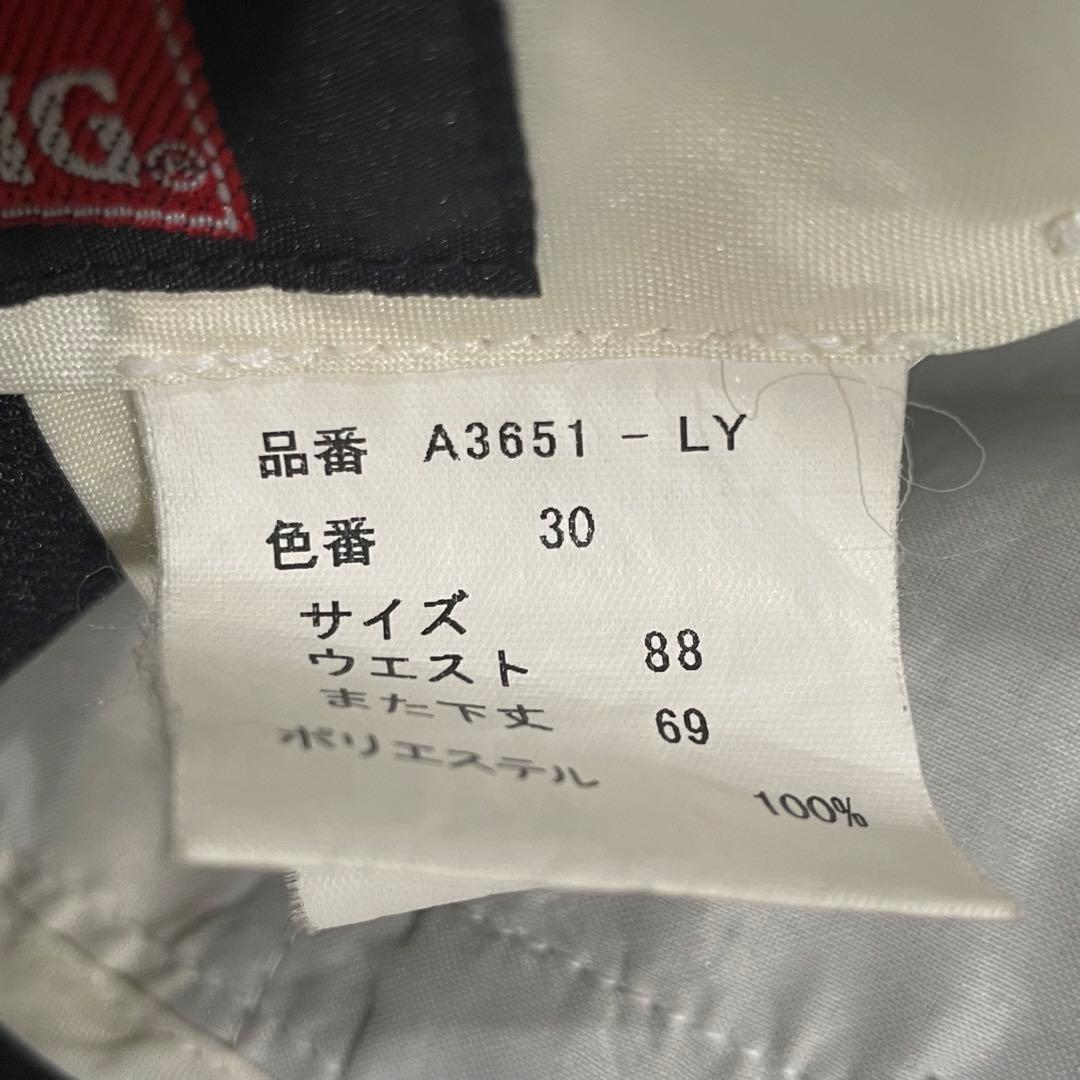 品番 A3651 - LY
色番 30
サイズ
ウエスト 88
また下丈 69
ポリエステル
100%